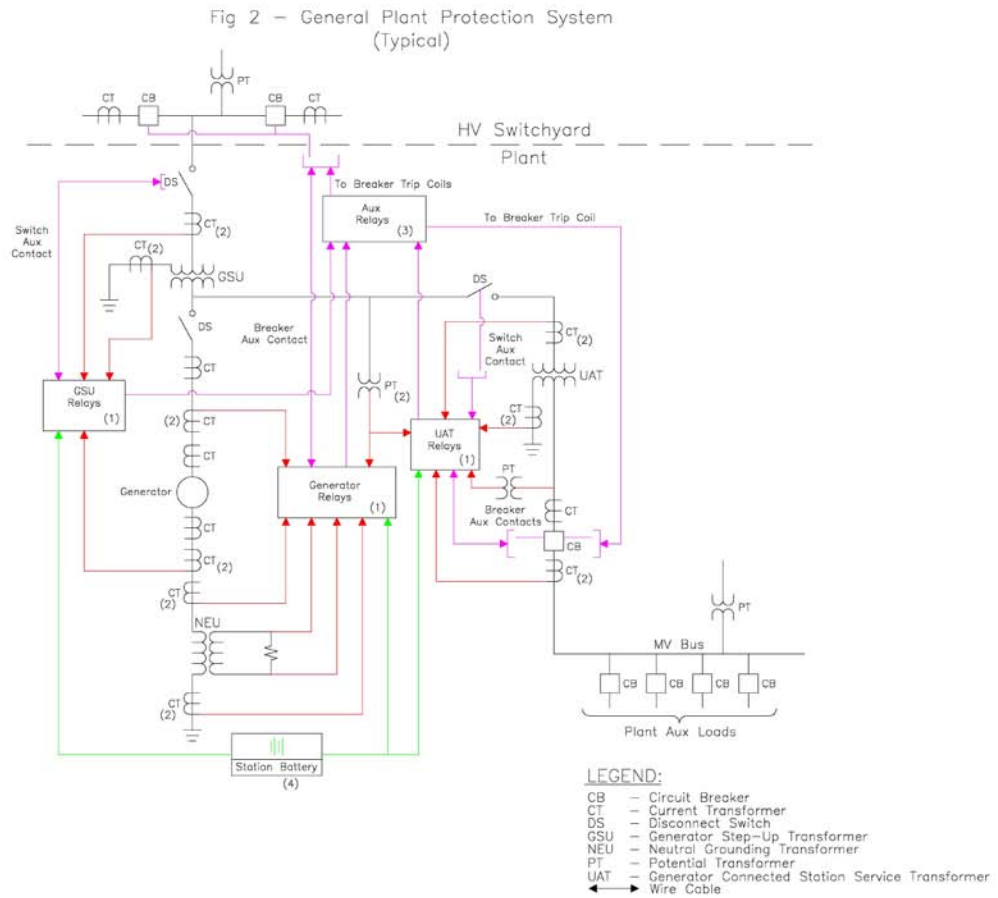 Fig 2 - General Plant Protection System
(Typical)
PT
CT
CB
CB
CT
HV Switchyard
Plant
DS
To Breaker Trip Coils
Aux
Relays
(3)
To Breaker Trip Coil
Switch
Aux
Contact
CT
(2)
CT
(2)
GSU
DS
DS
Breaker
Aux Contact
Switch
Aux
Contact
CT
(2)
UAT
CT
GSU
Relays
(1)
PT
(2)
CT
(2)
(2)
CT
UAT
Relays
(1)
CT
PT
Generator
Generator
Relays
(1)
Breaker
Aux Contacts
CT
CT
CB
CT
(2)
CT
(2)
CT
(2)
NEU
PT
MV Bus
CT
(2)
CB
CB
CB
CB
Plant Aux Loads
Station Battery
(4)
LEGEND:
CB - Circuit Breaker
CT - Current Transformer
DS - Disconnect Switch
GSU - Generator Step-Up Transformer
NEU - Neutral Grounding Transformer
PT - Potential Transformer
UAT - Generator Connected Station Service Transformer
Wire Cable